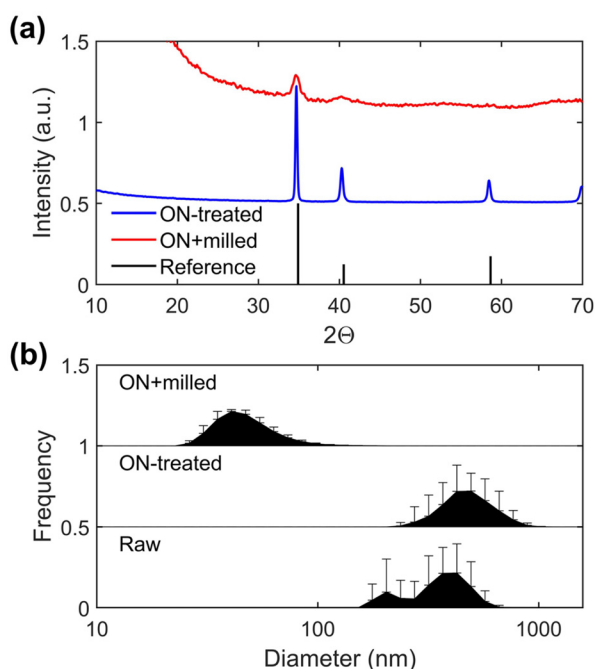 (a)
1.5
1
0.5
0
Intensity (a.u.)
ON-treated
ON+milled
Reference
10 20 30 40 50 60 70
2Θ
(b)
1.5
1
0.5
0
Frequency
ON+milled
ON-treated
Raw
10 100 1000
Diameter (nm)